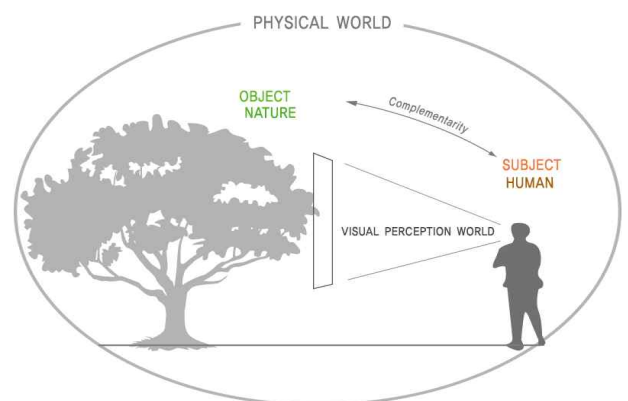 PHYSICAL WORLD
OBJECT
NATURE
Complementarity
SUBJECT
HUMAN
VISUAL PERCEPTION WORLD